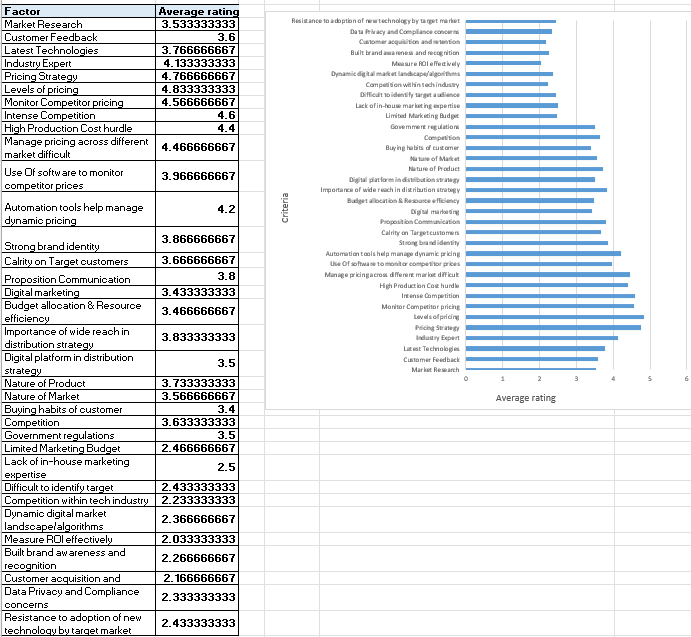 Factor Average rating
Market Research 3.533333333
Customer Feedback 3.6
Latest Technologies 3.766666667
Industry Expert 4.133333333
Pricing Strategy 4.766666667
Levels of pricing 4.833333333
Monitor Competitor pricing 4.566666667
Intense Competition 4.6
High Production Cost hurdle 4.4
Manage pricing across different
market difficult 4.466666667
Use Of software to monitor
competitor prices 3.966666667
Automation tools help manage
dynamic pricing 4.2
Strong brand identity 3.866666667
Calrity on Target customers 3.666666667
Proposition Communication 3.8
Digital marketing 3.433333333
Budget allocation & Resource
efficiency 3.466666667
Importance of wide reach in
distribution strategy 3.833333333
Digital platform in distribution
strategy 3.5
Nature of Product 3.733333333
Nature of Market 3.566666667
Buying habits of customer 3.4
Competition 3.633333333
Government regulations 3.5
Limited Marketing Budget 2.466666667
Lack of in-house marketing
expertise 2.5
Difficult to identify target 2.433333333
Competition within tech industry 2.233333333
Dynamic digital market
landscape/algorithms 2.366666667
Measure ROI effectively 2.033333333
Built brand awareness and
recognition 2.266666667
Customer acquisition and 2.166666667
Data Privacy and Compliance
concerns 2.333333333
Resistance to adoption of new
technology by target market 2.433333333
Criteria
Resistance to adoption of new technology by target market
Data Privacy and Compliance concerns
Customer acquisition and retention
Built brand awareness and recognition
Measure ROI effectively
Dynamic digital market landscape/algorithms
Competition within tech industry
Difficult to identify target audience
Lack of in-house marketing expertise
Limited Marketing Budget
Government regulations
Competition
Buying habits of customer
Nature of Market
Nature of Product
Digital platform in distribution strategy
Importance of wide reach in distribution strategy
Budget allocation & Resource efficiency
Digital marketing
Proposition Communication
Calrity on Target customers
Strong brand identity
Automation tools help manage dynamic pricing
Use Of software to monitor competitor prices
Manage pricing across different market difficult
High Production Cost hurdle
Intense Competition
Monitor Competitor pricing
Levels of pricing
Pricing Strategy
Industry Expert
Latest Technologies
Customer Feedback
Market Research
0 1 2 3 4 5 6
Average rating